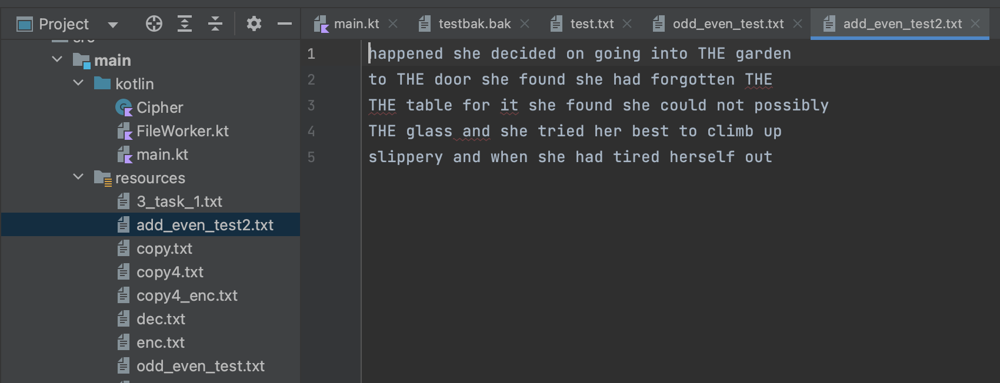 Project
main.kt
testbak.bak
test.txt
odd_even_test.txt
add_even_test2.txt
src
main
kotlin
Cipher
FileWorker.kt
main.kt
resources
3_task_1.txt
add_even_test2.txt
copy.txt
copy4.txt
copy4_enc.txt
dec.txt
enc.txt
odd_even_test.txt
1 happened she decided on going into THE garden
2 to THE door she found she had forgotten THE
3 THE table for it she found she could not possibly
4 THE glass and she tried her best to climb up
5 slippery and when she had tired herself out